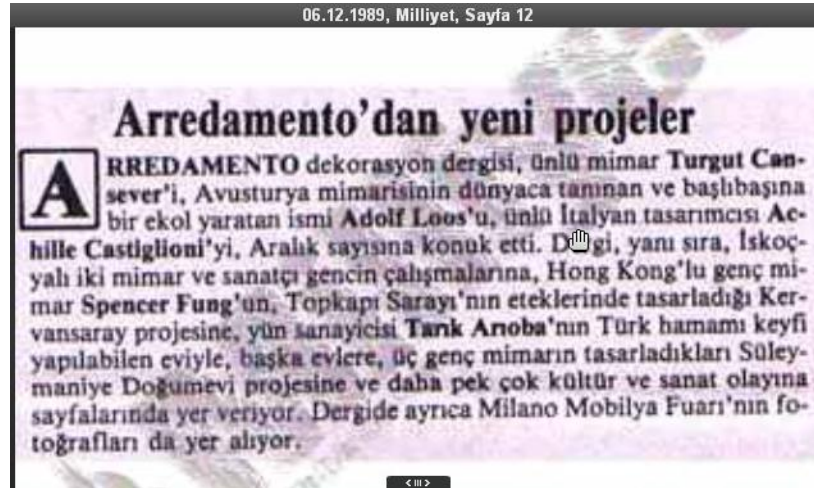 06.12.1989, Milliyet, Sayfa 12
Arredamento'dan yeni projeler
ARREDAMENTO dekorasyon dergisi, ünlü mimar Turgut Can-
sever'i, Avusturya mimarisinin dünyaca tanınan ve başlıbaşına
bir ekol yaratan ismi Adolf Loos'u, ünlü İtalyan tasarımcısı Ac-
hille Castiglioni'yi, Aralık sayısına konuk etti. Dergi, yanı sıra, İskoç-
yalı iki mimar ve sanatçı gencin çalışmalarına, Hong Kong'lu genç mi-
mar Spencer Fung'un, Topkapı Sarayı'nın eteklerinde tasarladığı Ker-
vansaray projesine, yün sanayicisi Tarık Anoba'nın Türk hamamı keyfi
yapılabilen eviyle, başka evlere, üç genç mimarın tasarladıkları Süley-
maniye Doğumevi projesine ve daha pek çok kültür ve sanat olayına
sayfalarında yer veriyor. Dergide ayrıca Milano Mobilya Fuarı'nın fo-
toğrafları da yer alıyor.